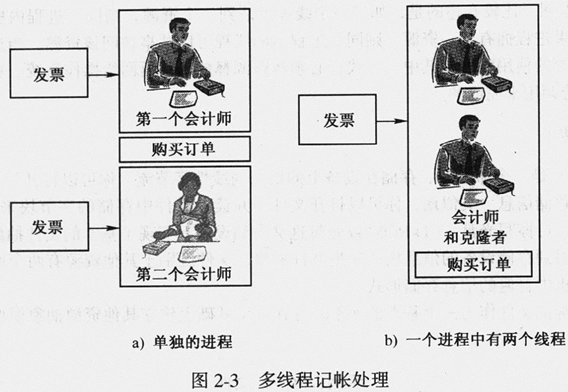 发票
第一个会计师
购买订单
发票
第二个会计师
a) 单独的进程
发票
会计师
和克隆者
购买订单
b) 一个进程中有两个线程
图 2-3 多线程记帐处理